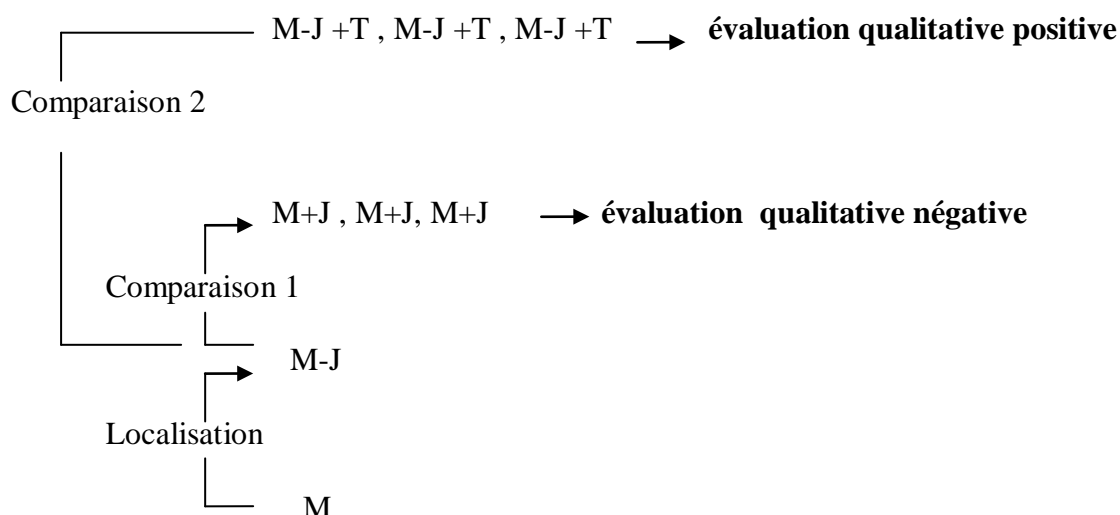 M-J +T , M-J +T , M-J +T évaluation qualitative positive
Comparaison 2
M+J , M+J, M+J évaluation qualitative négative
Comparaison 1
M-J
Localisation
M